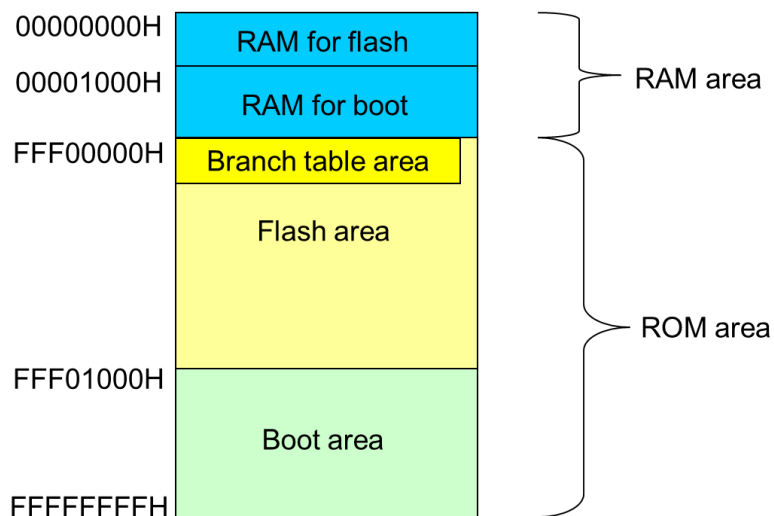 00000000H
RAM for flash
RAM area
00001000H
RAM for boot
FFF00000H
Branch table area
Flash area
ROM area
FFF01000H
Boot area
FFFFFFFFH